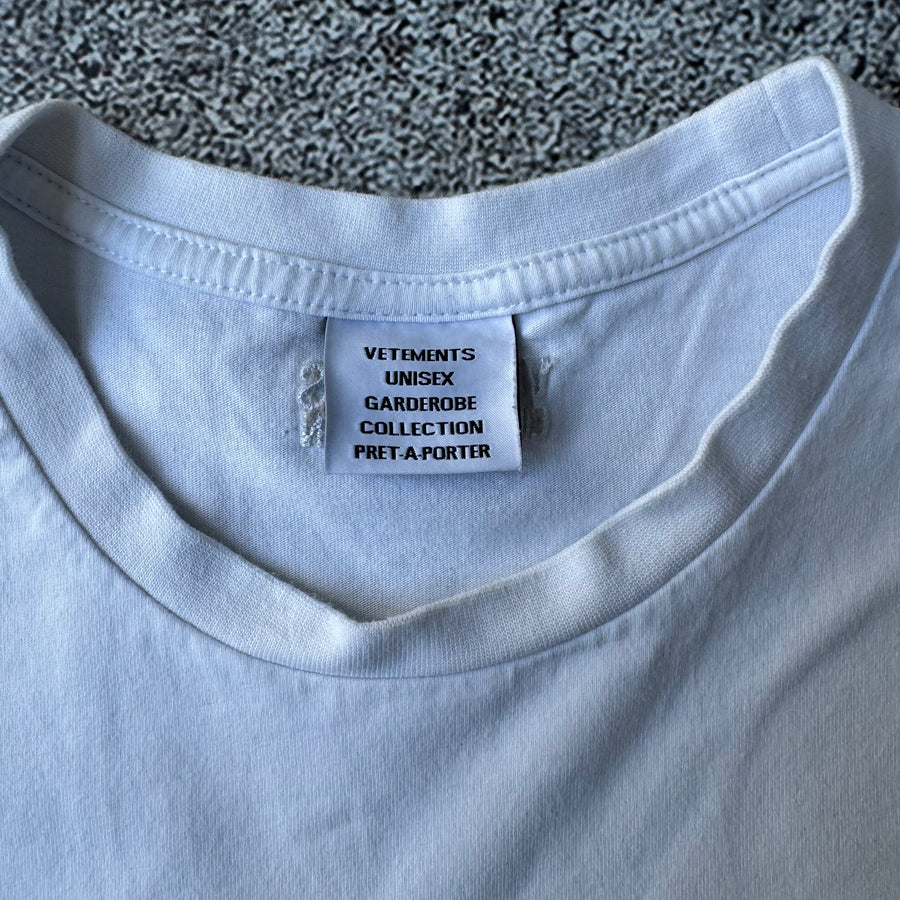 VETEMENTS
UNISEX
GARDEROBE
COLLECTION
PRET-A-PORTER